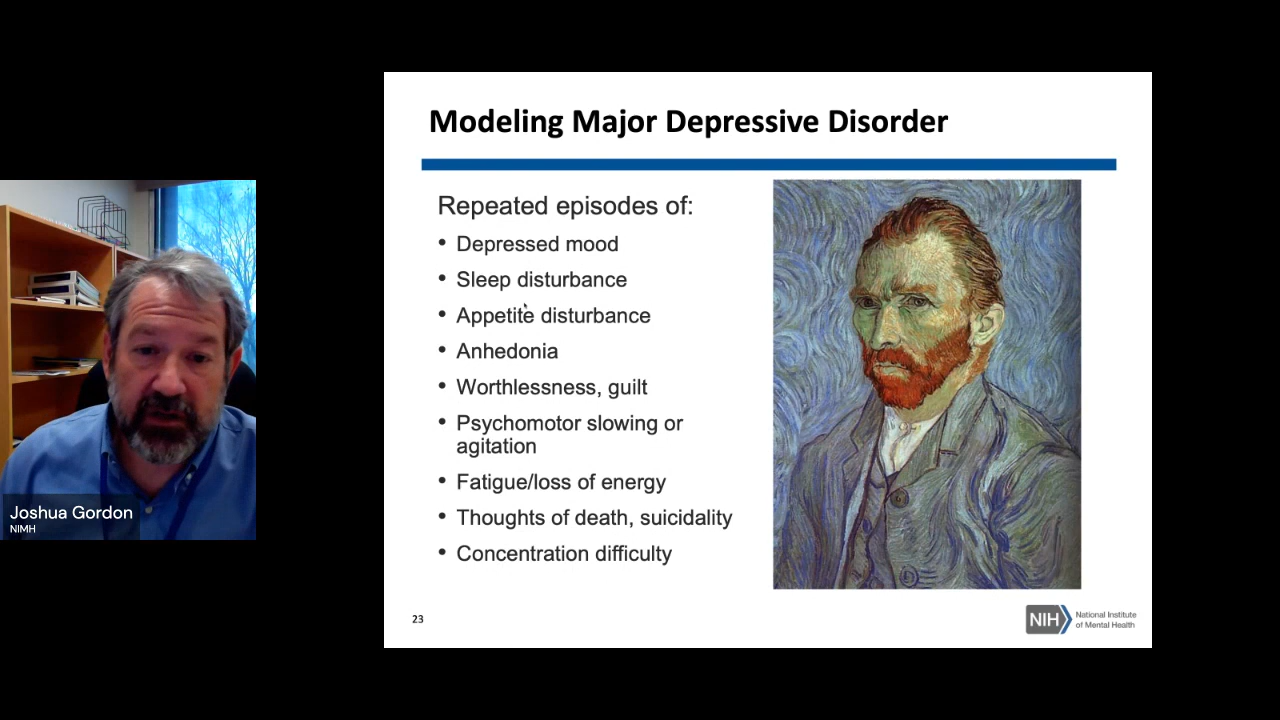 Modeling Major Depressive Disorder
Repeated episodes of:
• Depressed mood
• Sleep disturbance
• Appetite disturbance
• Anhedonia
• Worthlessness, guilt
• Psychomotor slowing or
agitation
• Fatigue/loss of energy
• Thoughts of death, suicidality
• Concentration difficulty
23
NIH
National Institute
of Mental Health
Joshua Gordon
NIMH